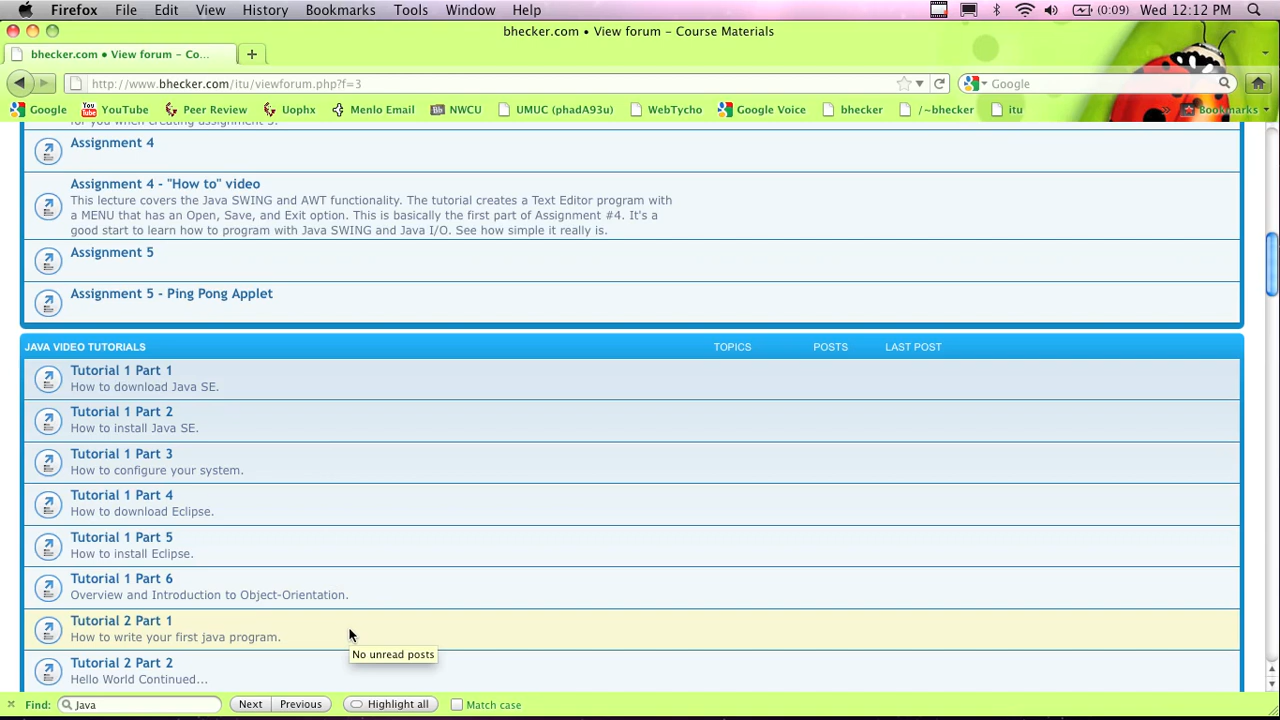 Firefox File Edit View History Bookmarks Tools Window Help (0:09) Wed 12:12 PM
bhecker.com • View forum – Course Materials
bhecker.com • View forum – Co... +
http://www.bhecker.com/itu/viewforum.php?f=3 Google
Google YouTube Peer Review Uophx Menlo Email NWCU UMUC (phadA93u) WebTycho Google Voice bhecker /~bhecker itu » Bookmarks
for you when creating assignment 3.
Assignment 4
Assignment 4 - "How to" video
This lecture covers the Java SWING and AWT functionality. The tutorial creates a Text Editor program with
a MENU that has an Open, Save, and Exit option. This is basically the first part of Assignment #4. It's a
good start to learn how to program with Java SWING and Java I/O. See how simple it really is.
Assignment 5
Assignment 5 - Ping Pong Applet
JAVA VIDEO TUTORIALS TOPICS POSTS LAST POST
Tutorial 1 Part 1
How to download Java SE.
Tutorial 1 Part 2
How to install Java SE.
Tutorial 1 Part 3
How to configure your system.
Tutorial 1 Part 4
How to download Eclipse.
Tutorial 1 Part 5
How to install Eclipse.
Tutorial 1 Part 6
Overview and Introduction to Object-Orientation.
Tutorial 2 Part 1
How to write your first java program.
No unread posts
Tutorial 2 Part 2
Hello World Continued...
Find: Java Next Previous Highlight all Match case